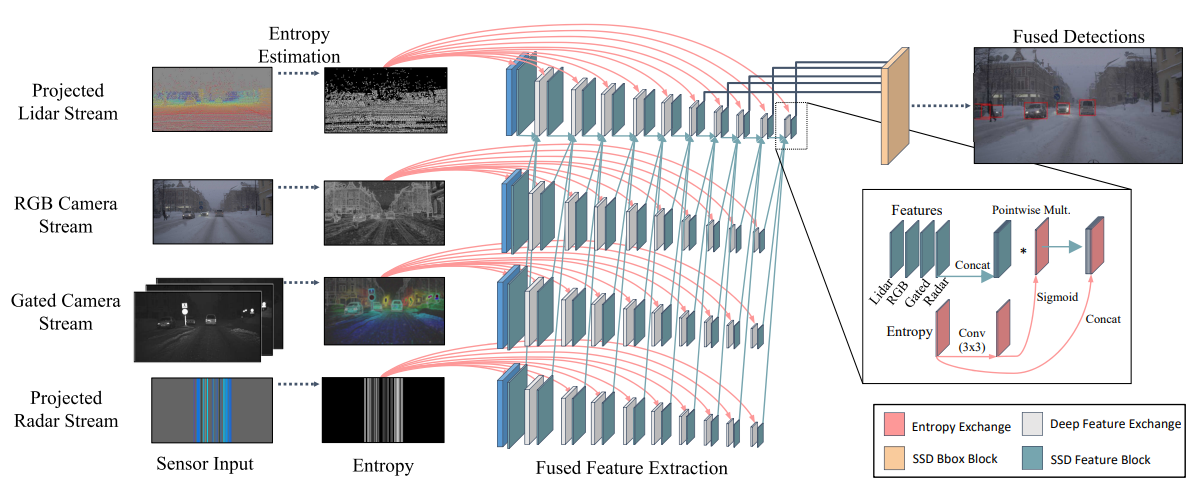 Entropy
Estimation
Fused Detections
Projected
Lidar Stream
RGB Camera
Stream
Gated Camera
Stream
Projected
Radar Stream
Sensor Input
Entropy
Fused Feature Extraction
Features
Pointwise Mult.
Lidar
RGB
Gated
Radar
Concat
*
Sigmoid
Entropy
Conv
(3x3)
Concat
Entropy Exchange
Deep Feature Exchange
SSD Bbox Block
SSD Feature Block